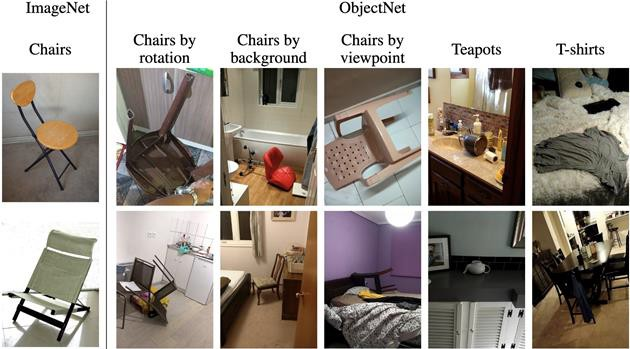 ImageNet
ObjectNet
Chairs
Chairs by
rotation
Chairs by
background
Chairs by
viewpoint
Teapots
T-shirts